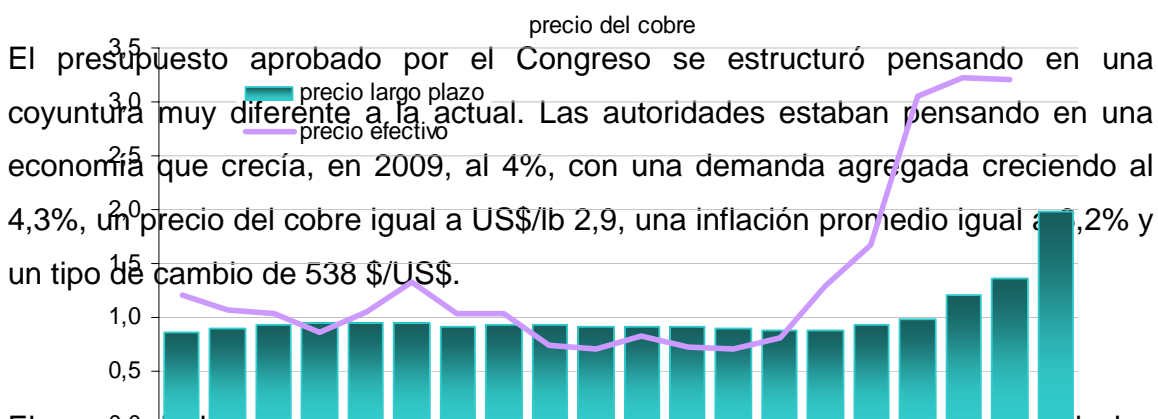 precio del cobre
3,5
El presupuesto aprobado por el Congreso se estructuró pensando en una
precio largo plazo
3,0
coyuntura muy diferente a la actual. Las autoridades estaban pensando en una
precio efectivo
2,5
economía que crecía, en 2009, al 4%, con una demanda agregada creciendo al
2,0
4,3%, un precio del cobre igual a US$/lb 2,9, una inflación promedio igual a ,2% y
1,5
un tipo de cambio de 538 $/US$.
1,0
0,5
0,0
El